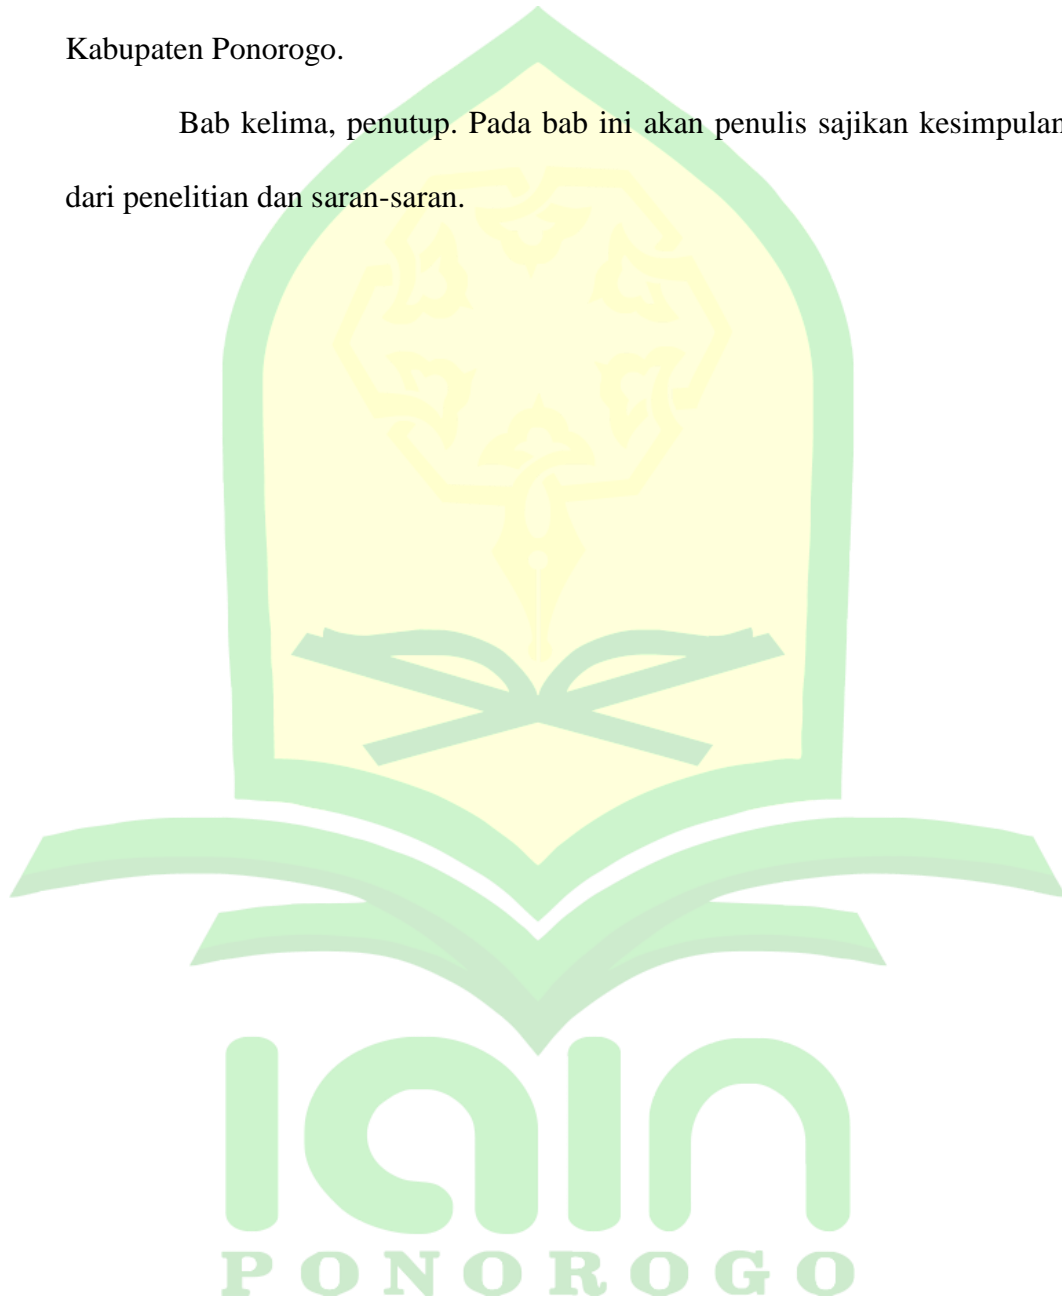 Kabupaten Ponorogo.
Bab kelima, penutup. Pada bab ini akan penulis sajikan kesimpulan
dari penelitian dan saran-saran.
IAIN
PONOROGO